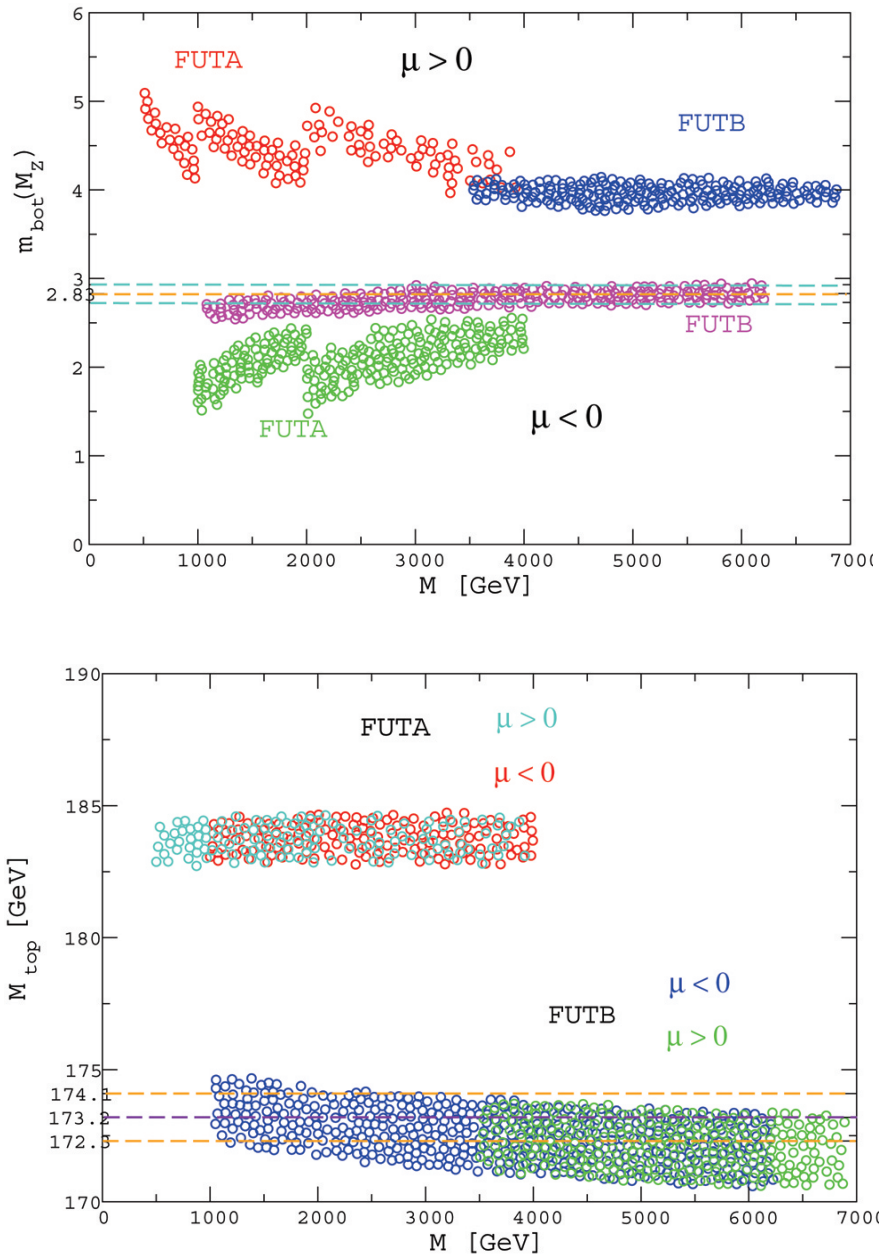 6
FUTA
μ > 0
5
FUTB
4
m_bot(M_Z)
3
2.83
FUTB
2
FUTA
μ < 0
1
0
0 1000 2000 3000 4000 5000 6000 7000
M [GeV]
190
FUTA
μ > 0
μ < 0
185
M_top [GeV]
180
μ < 0
FUTB
μ > 0
175
174.1
173.2
172.3
170
0 1000 2000 3000 4000 5000 6000 7000
M [GeV]